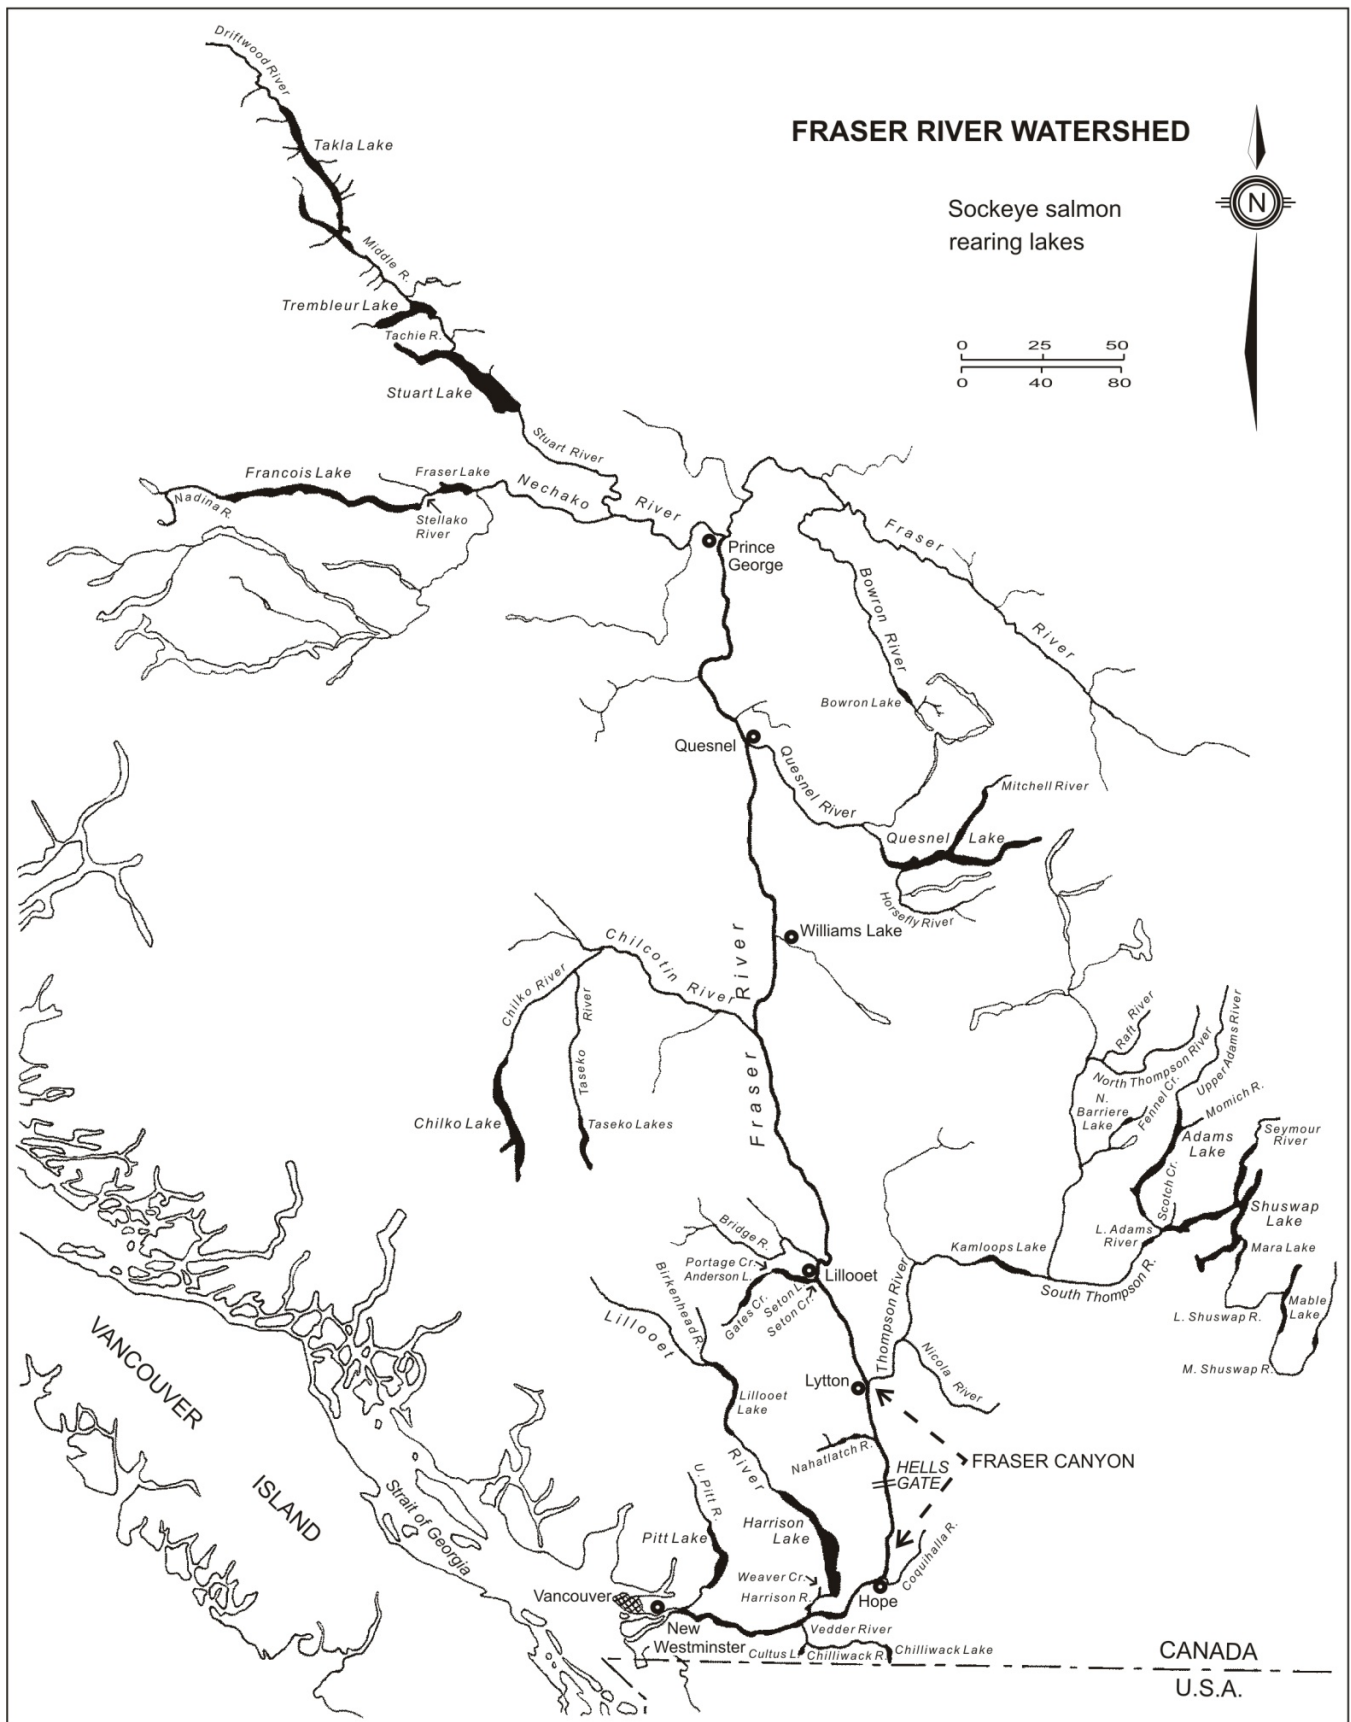 Driftwood River
FRASER RIVER WATERSHED
Takla Lake
N
Sockeye salmon
rearing lakes
Middle R.
Trembleur Lake
Tachie R.
0 25 50
0 40 80
Stuart Lake
Stuart River
Francois Lake
Fraser Lake
Nechako
River
Nadina R.
Stellako
River
Prince
George
Fraser
River
Bowron River
Bowron Lake
Quesnel
Quesnel River
Mitchell River
Quesnel Lake
Horsefly River
Williams Lake
River
Fraser
Chilcotin River
Chilko River
River
Taseko
Raft River
North Thompson River
Upper Adams River
N.
Barriere
Lake
Fennel Cr.
Momich R.
Chilko Lake
Taseko Lakes
Adams
Lake
Seymour
River
Scotch Cr.
Shuswap
Lake
L. Adams
River
Mara Lake
Bridge R.
Portage Cr.
Anderson L.
Lillooet
Kamloops Lake
South Thompson R.
Gates Cr.
Seton L.
Seton Cr.
Birkenhead R.
Lillooet
Thompson River
L. Shuswap R.
Mable
Lake
M. Shuswap R.
Nicola River
Lytton
Lillooet
Lake
River
VANCOUVER
ISLAND
Strait of Georgia
Nahatlatch R.
HELLS
GATE
FRASER CANYON
U. Pitt R.
Pitt Lake
Harrison
Lake
Coquihalla R.
Weaver Cr.
Harrison R.
Hope
Vancouver
New
Westminster
Vedder River
Cultus L.
Chilliwack R.
Chilliwack Lake
CANADA
U.S.A.